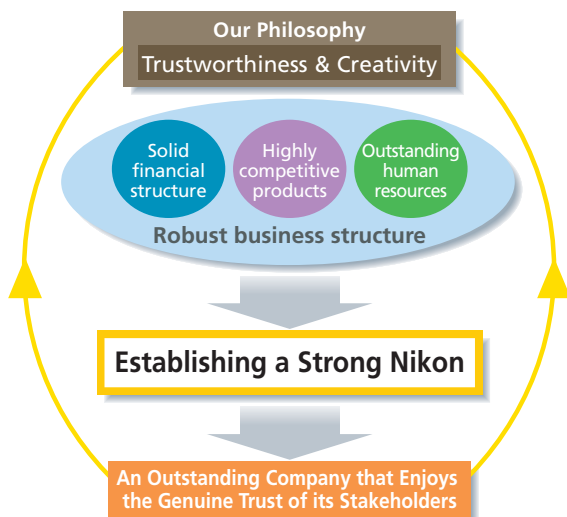 Our Philosophy
Trustworthiness & Creativity
Solid
financial
structure
Highly
competitive
products
Outstanding
human
resources
Robust business structure
Establishing a Strong Nikon
An Outstanding Company that Enjoys
the Genuine Trust of its Stakeholders